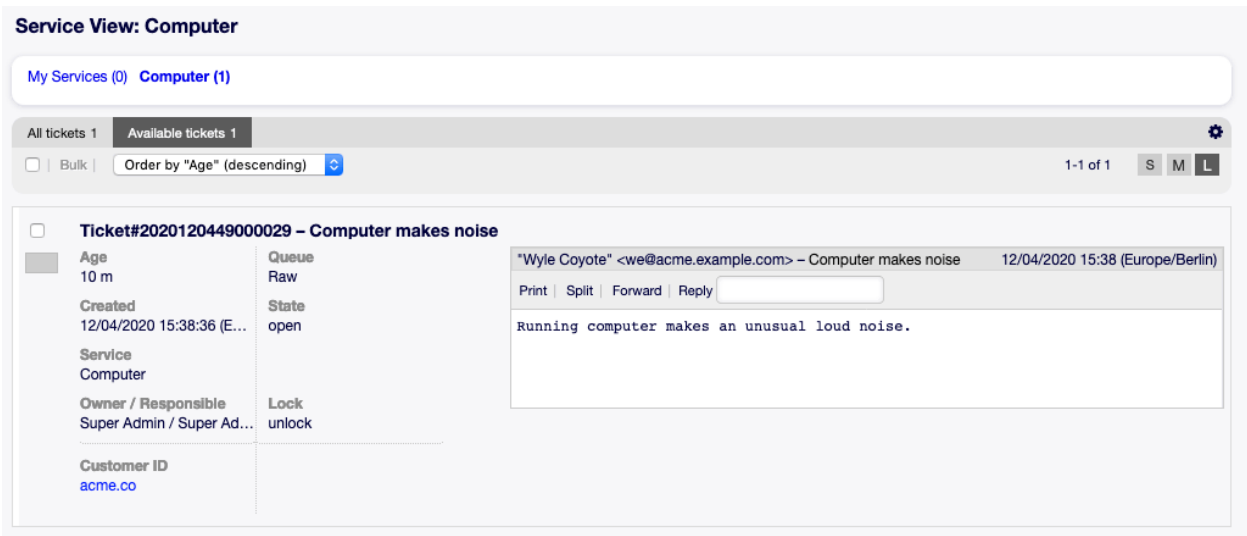 Service View: Computer
My Services (0) Computer (1)
All tickets 1 Available tickets 1
| Bulk | Order by "Age" (descending) 1-1 of 1 S M L
Ticket#2020120449000029 – Computer makes noise
Age Queue
10 m Raw
Created State
12/04/2020 15:38:36 (E... open
Service
Computer
Owner / Responsible Lock
Super Admin / Super Ad... unlock
Customer ID
acme.co
"Wyle Coyote" <we@acme.example.com> – Computer makes noise 12/04/2020 15:38 (Europe/Berlin)
Print | Split | Forward | Reply
Running computer makes an unusual loud noise.